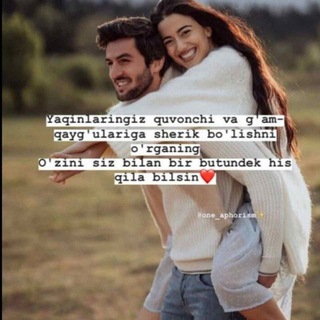 Yaqinlaringiz quvonchi va g'am-
qayg'ulariga sherik bo'lishni
o'rganing
O'zini siz bilan bir butundek his
qila bilsin❤️
@one_aphorism✨